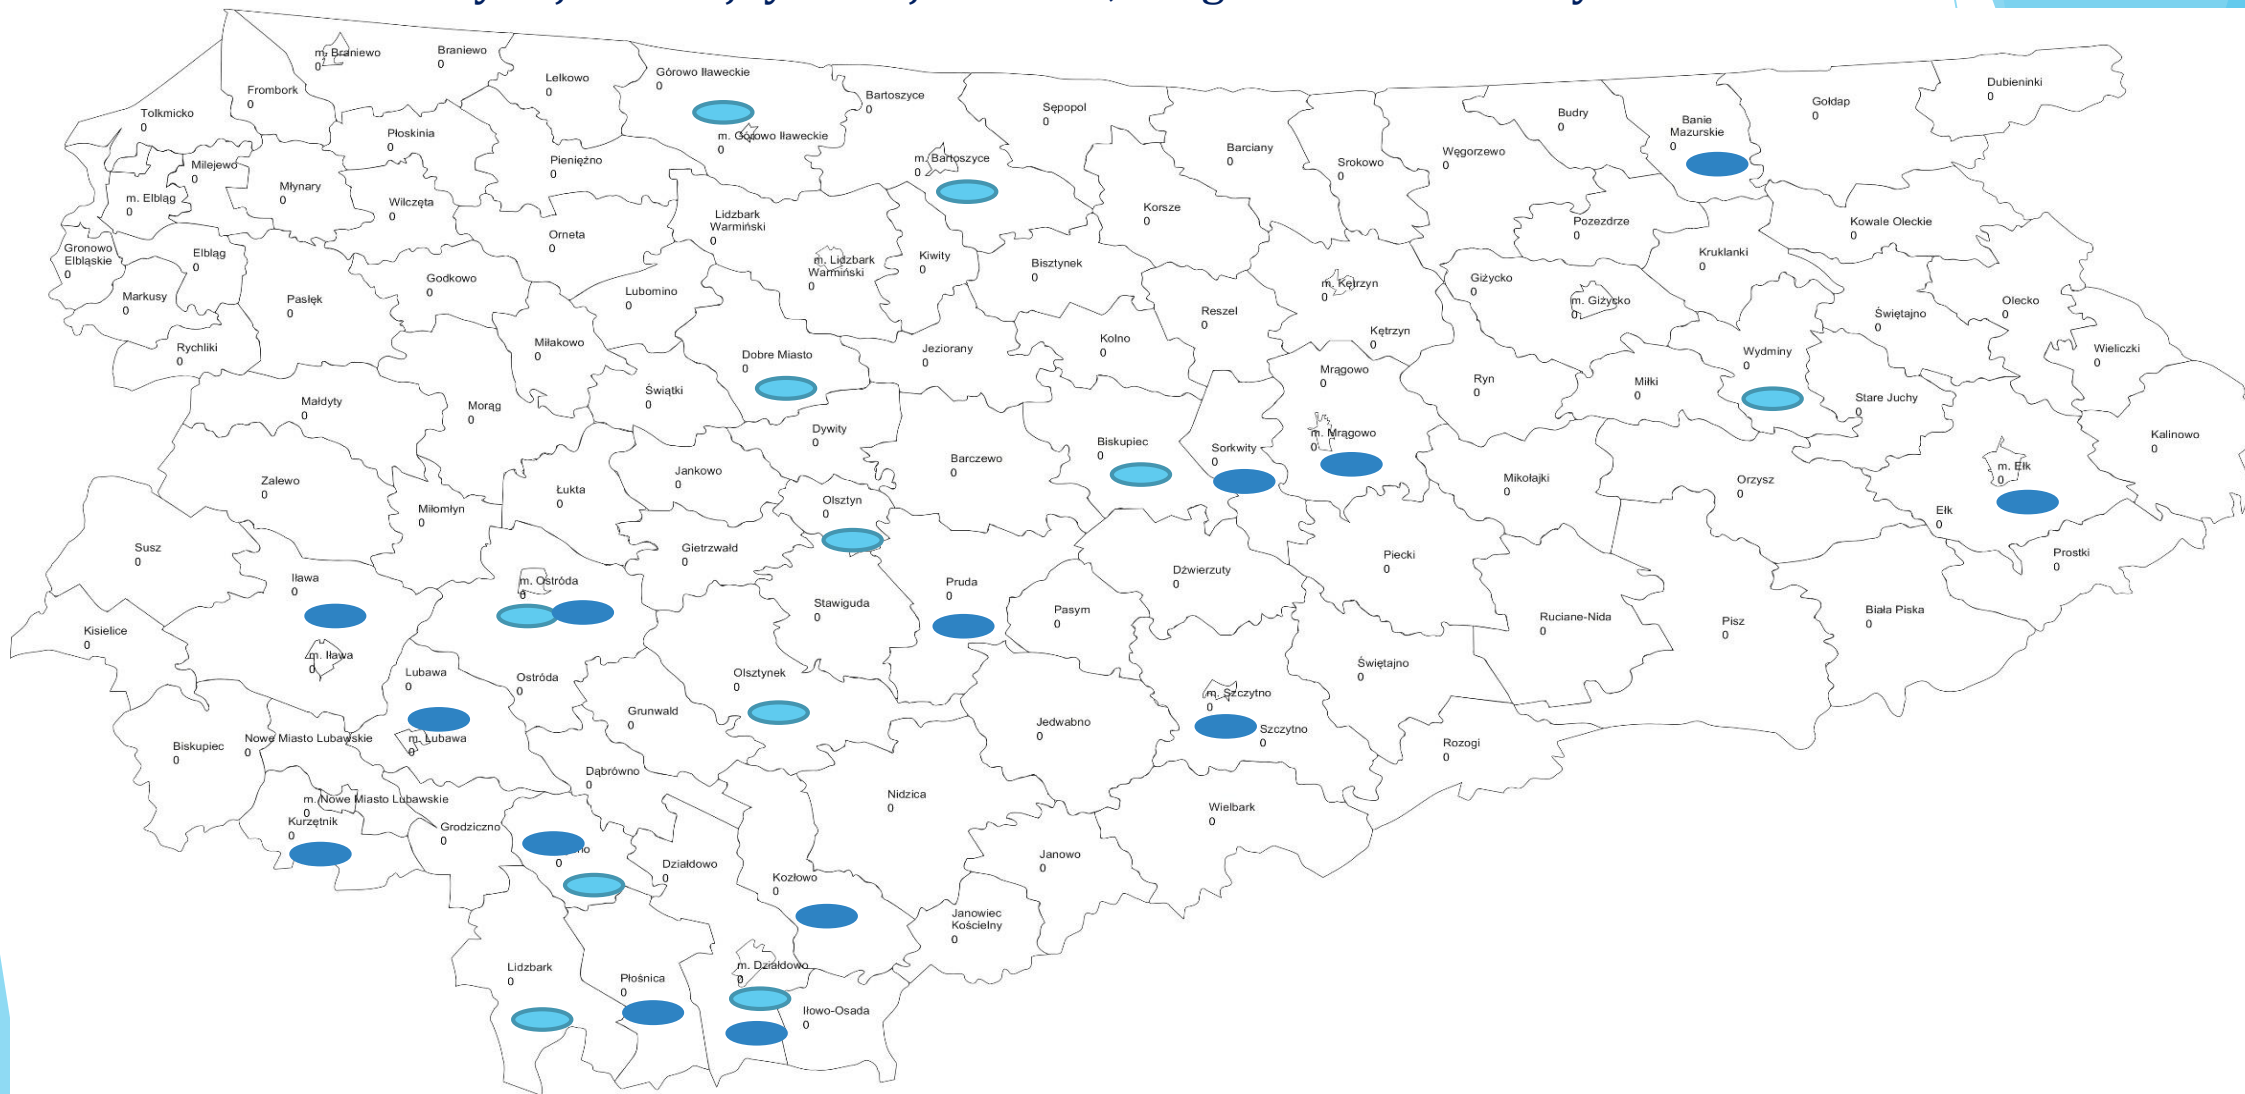 m. Braniewo
0
Braniewo
0
Lelkowo
0
Górowo Iławeckie
0
Bartoszyce
0
Sępopol
0
Budry
0
Banie
Mazurskie
0
Gołdap
0
Dubieninki
0
Frombork
0
Tolkmicko
0
Płoskinia
0
m. Górowo Iławeckie
0
Pieniężno
0
m. Bartoszyce
0
Barciany
0
Srokowo
0
Węgorzewo
0
Milejewo
0
m. Elbląg
0
Młynary
0
Wilczęta
0
Orneta
0
Lidzbark
Warmiński
0
Korsze
0
Pozezdrze
0
Kowale Oleckie
0
Gronowo
Elbląskie
0
Elbląg
0
Markusy
0
Pasłęk
0
Godkowo
0
Lubomino
0
m. Lidzbark
Warmiński
0
Kiwity
0
Bisztynek
0
Reszel
0
m. Kętrzyn
0
Kętrzyn
0
Giżycko
0
m. Giżycko
0
Kruklanki
0
Świętajno
0
Olecko
0
Wieliczki
0
Rychliki
0
Miłakowo
0
Dobre Miasto
0
Jeziorany
0
Kolno
0
Mrągowo
0
Ryn
0
Miłki
0
Wydminy
0
Stare Juchy
0
Małdyty
0
Morąg
0
Świątki
0
Dywity
0
Barczewo
0
Biskupiec
0
Sorkwity
0
m. Mrągowo
0
Mikołajki
0
Orzysz
0
m. Ełk
0
Ełk
0
Kalinowo
0
Zalewo
0
Miłomłyn
0
Łukta
0
Jankowo
0
Olsztyn
0
Susz
0
Iława
0
m. Ostróda
0
Gietrzwałd
0
Stawiguda
0
Pruda
0
Pasym
0
Dźwierzuty
0
Piecki
0
Ruciane-Nida
0
Pisz
0
Biała Piska
0
Prostki
0
Kisielice
0
m. Iława
0
Lubawa
0
Ostróda
0
Olsztynek
0
Grunwald
0
Jedwabno
0
m. Szczytno
0
Szczytno
0
Świętajno
0
Rozogi
0
Biskupiec
0
Nowe Miasto Lubawskie
0
m. Lubawa
0
Dąbrówno
0
Nidzica
0
Wielbark
0
m. Nowe Miasto Lubawskie
0
Kurzętnik
0
Grodziczno
0
0
Działdowo
0
Kozłowo
0
Janowo
0
Janowiec
Kościelny
0
Lidzbark
0
Płośnica
0
m. Działdowo
0
Iłowo-Osada
0